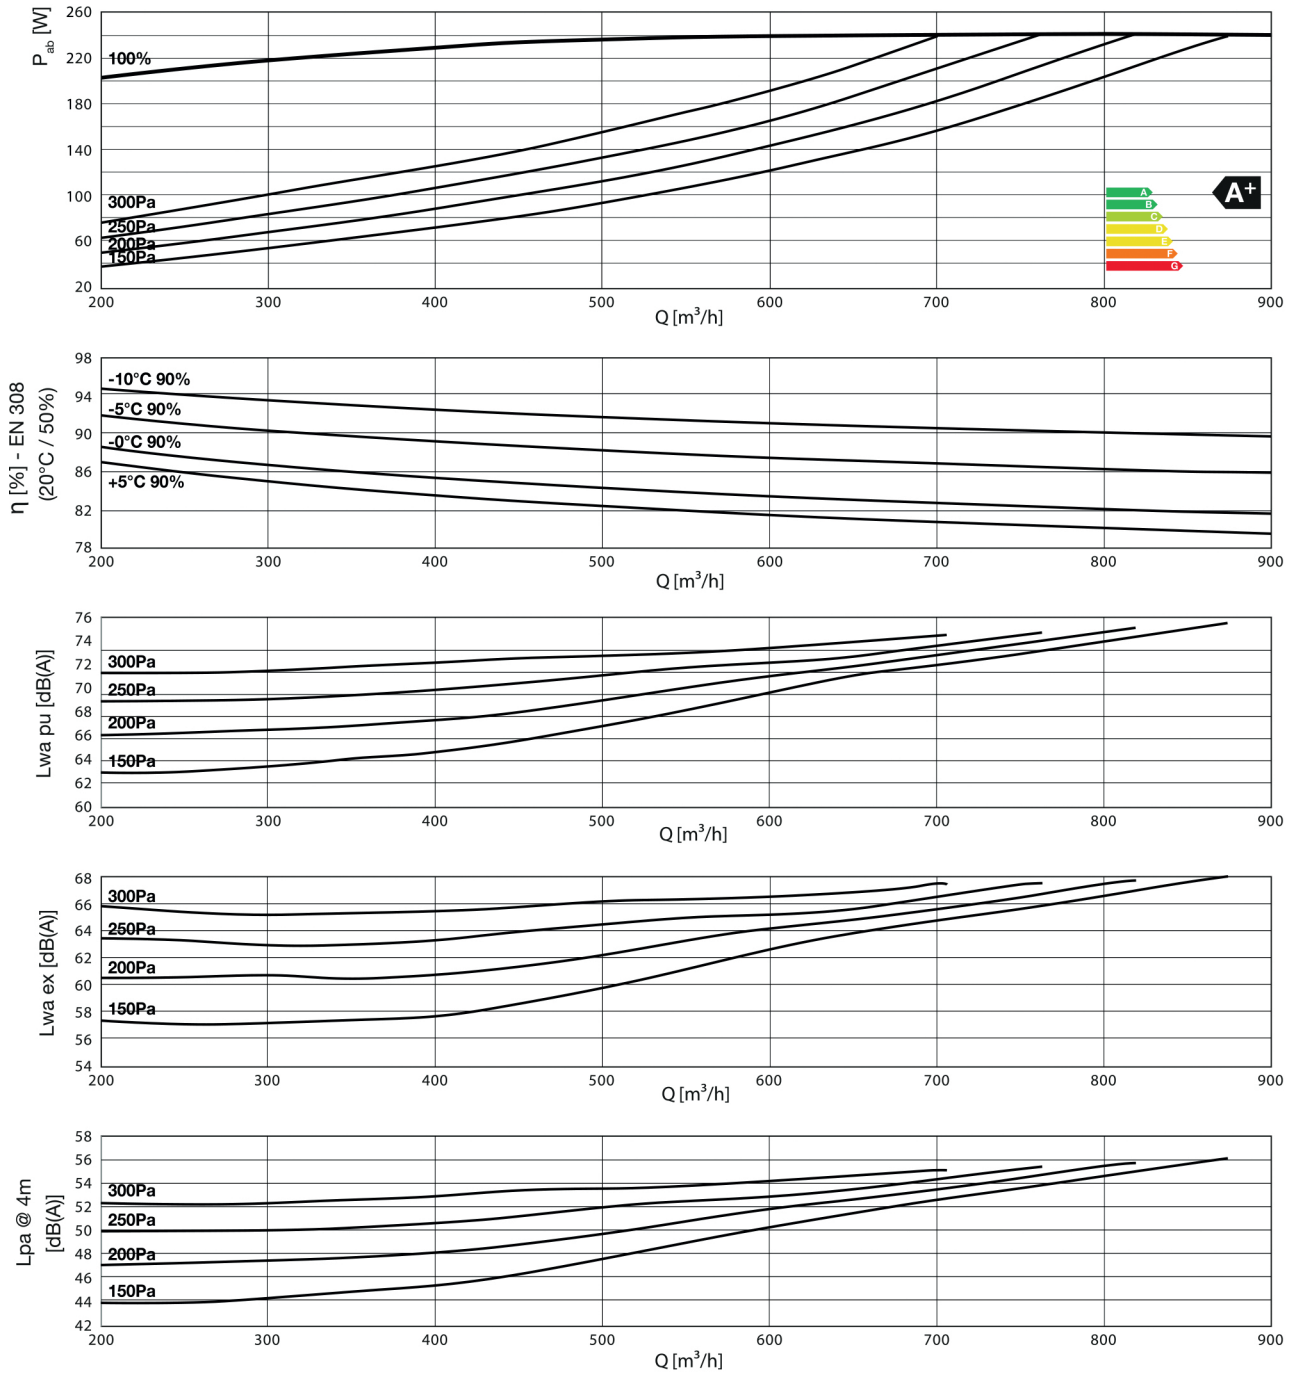 P_ab [W]
260
220
180
140
100
60
20
100%
300Pa
250Pa
200Pa
150Pa
A
B
C
D
E
F
G
A+
200 300 400 500 600 700 800 900
Q [m³/h]
η [%] - EN 308
(20°C / 50%)
98
94
90
86
82
78
-10°C 90%
-5°C 90%
-0°C 90%
+5°C 90%
200 300 400 500 600 700 800 900
Q [m³/h]
Lwa pu [dB(A)]
76
74
72
70
68
66
64
62
60
300Pa
250Pa
200Pa
150Pa
200 300 400 500 600 700 800 900
Q [m³/h]
Lwa ex [dB(A)]
68
66
64
62
60
58
56
54
300Pa
250Pa
200Pa
150Pa
200 300 400 500 600 700 800 900
Q [m³/h]
Lpa @ 4m
[dB(A)]
58
56
54
52
50
48
46
44
42
300Pa
250Pa
200Pa
150Pa
200 300 400 500 600 700 800 900
Q [m³/h]